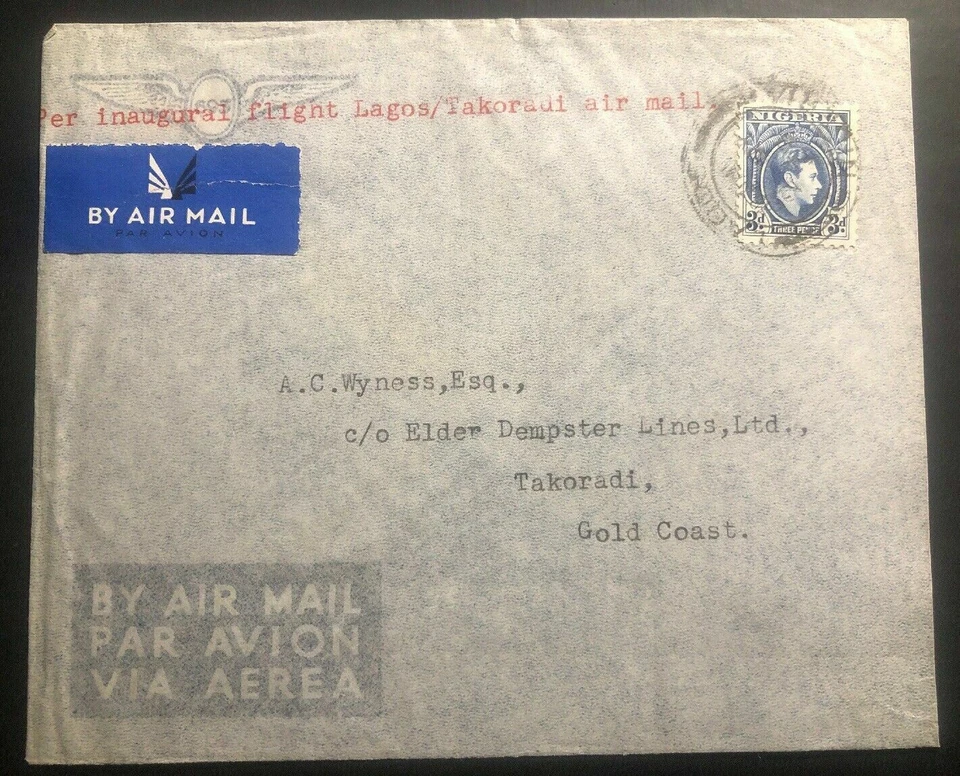 Per inaugural flight Lagos/Takoradi air mail.
BY AIR MAIL
PAR AVION
NIGERIA
3d THREE PENCE 3d
A.C.Wyness,Esq.,
c/o Elder Dempster Lines,Ltd.,
Takoradi,
Gold Coast.
BY AIR MAIL
PAR AVION
VIA AEREA